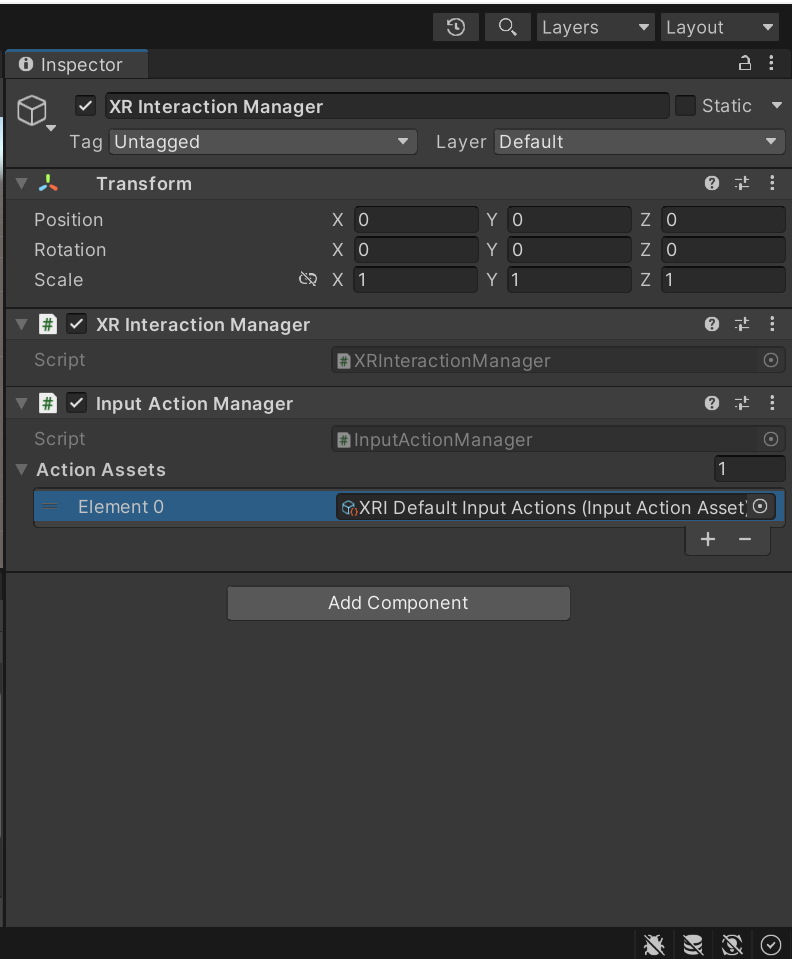 Layers
Layout
Inspector
XR Interaction Manager
Static
Tag Untagged
Layer Default
Transform
Position X 0 Y 0 Z 0
Rotation X 0 Y 0 Z 0
Scale X 1 Y 1 Z 1
# XR Interaction Manager
Script # XRInteractionManager
# Input Action Manager
Script # InputActionManager
Action Assets 1
Element 0 XRI Default Input Actions (Input Action Asset)
+ −
Add Component